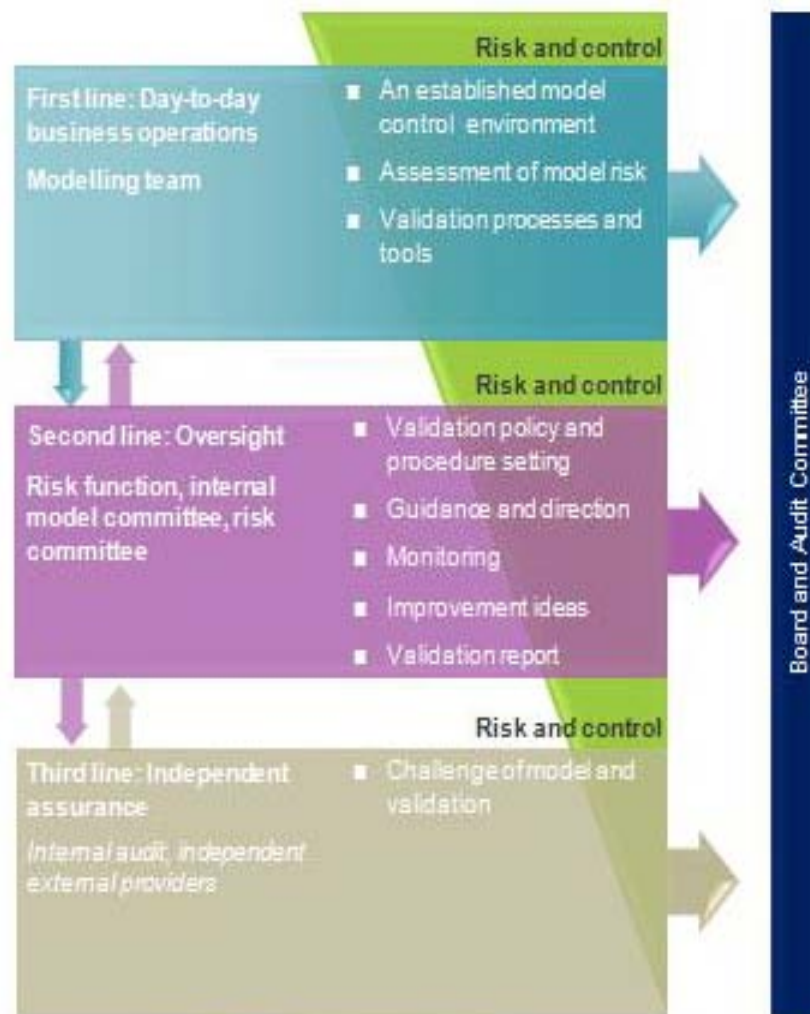 Risk and control
First line: Day-to-day
business operations
Modelling team
■ An established model
control environment
■ Assessment of model risk
■ Validation processes and
tools
Risk and control
Second line: Oversight
Risk function, internal
model committee, risk
committee
■ Validation policy and
procedure setting
■ Guidance and direction
■ Monitoring
■ Improvement ideas
■ Validation report
Risk and control
Third line: Independent
assurance
Internal audit, independent
external providers
■ Challenge of model and
validation
Board and Audit Committee